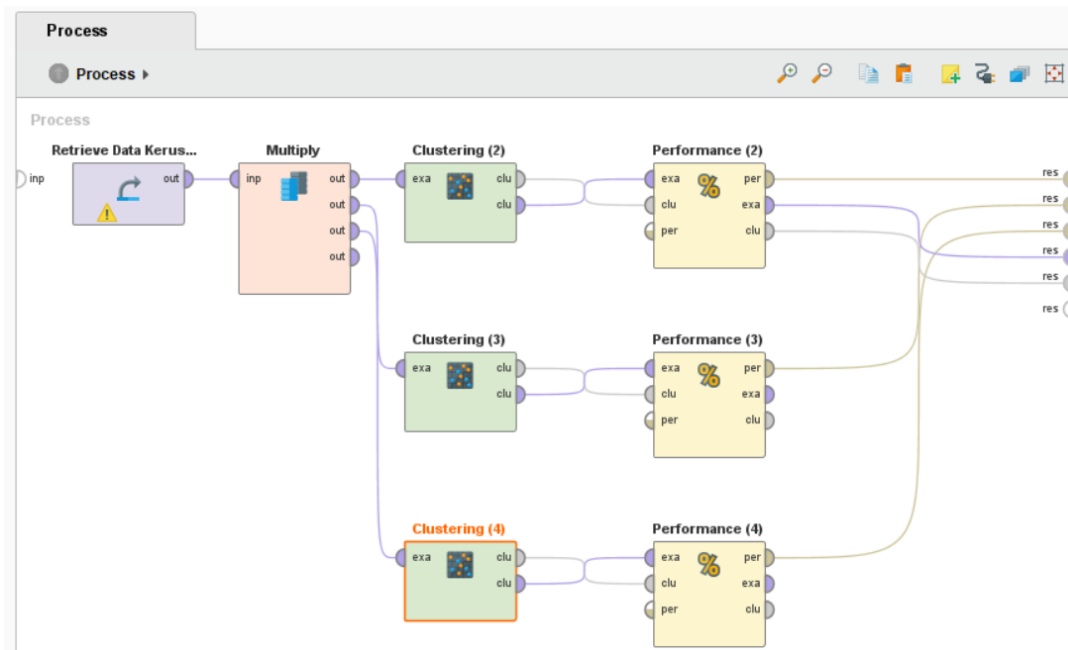 Process
Process
Process
Retrieve Data Kerus...
Multiply
Clustering (2)
Performance (2)
inp
out
inp
out
out
out
out
exa
clu
clu
exa
clu
per
per
exa
clu
res
res
res
res
res
res
Clustering (3)
Performance (3)
exa
clu
clu
exa
clu
per
per
exa
clu
Clustering (4)
Performance (4)
exa
clu
clu
exa
clu
per
per
exa
clu